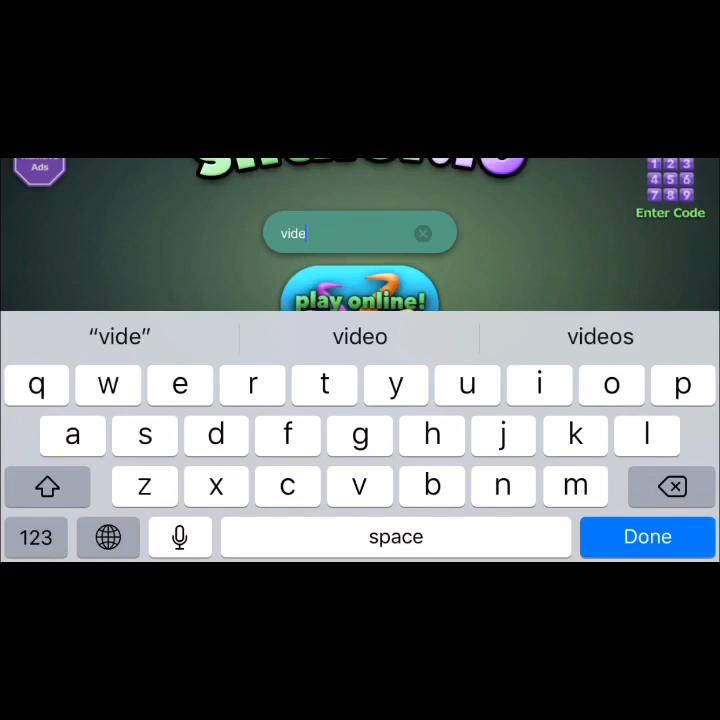 Ads
1 2 3
4 5 6
7 8 9
Enter Code
vide
play online!
“vide” video videos
q w e r t y u i o p
a s d f g h j k l
z x c v b n m
123 space Done